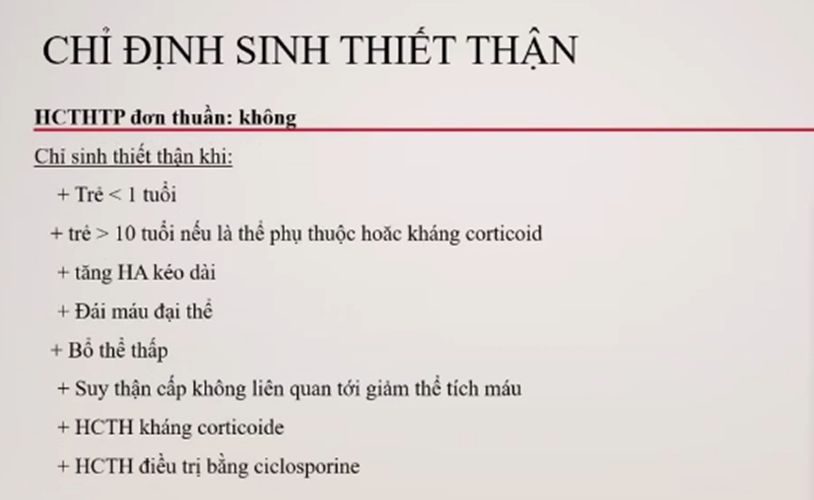 CHỈ ĐỊNH SINH THIẾT THẬN
HCTHTP đơn thuần: không
Chỉ sinh thiết thận khi:
+ Trẻ < 1 tuổi
+ trẻ > 10 tuổi nếu là thể phụ thuộc hoăc kháng corticoid
+ tăng HA kéo dài
+ Đái máu đại thể
+ Bổ thể thấp
+ Suy thận cấp không liên quan tới giảm thể tích máu
+ HCTH kháng corticoide
+ HCTH điều trị bằng ciclosporine